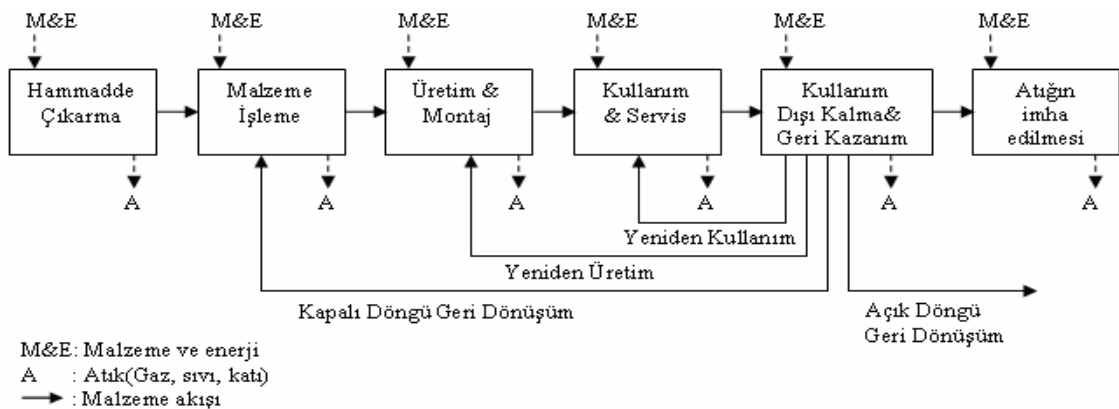 M&E M&E M&E M&E M&E M&E
Hammadde
Çıkarma
Malzeme
İşleme
Üretim &
Montaj
Kullanım
& Servis
Kullanım
Dışı Kalma&
Geri Kazanım
Atığın
imha
edilmesi
A A A A A A
Yeniden Kullanım
Yeniden Üretim
Kapalı Döngü Geri Dönüşüm
Açık Döngü
Geri Dönüşüm
M&E: Malzeme ve enerji
A : Atık(Gaz, sıvı, katı)
: Malzeme akışı